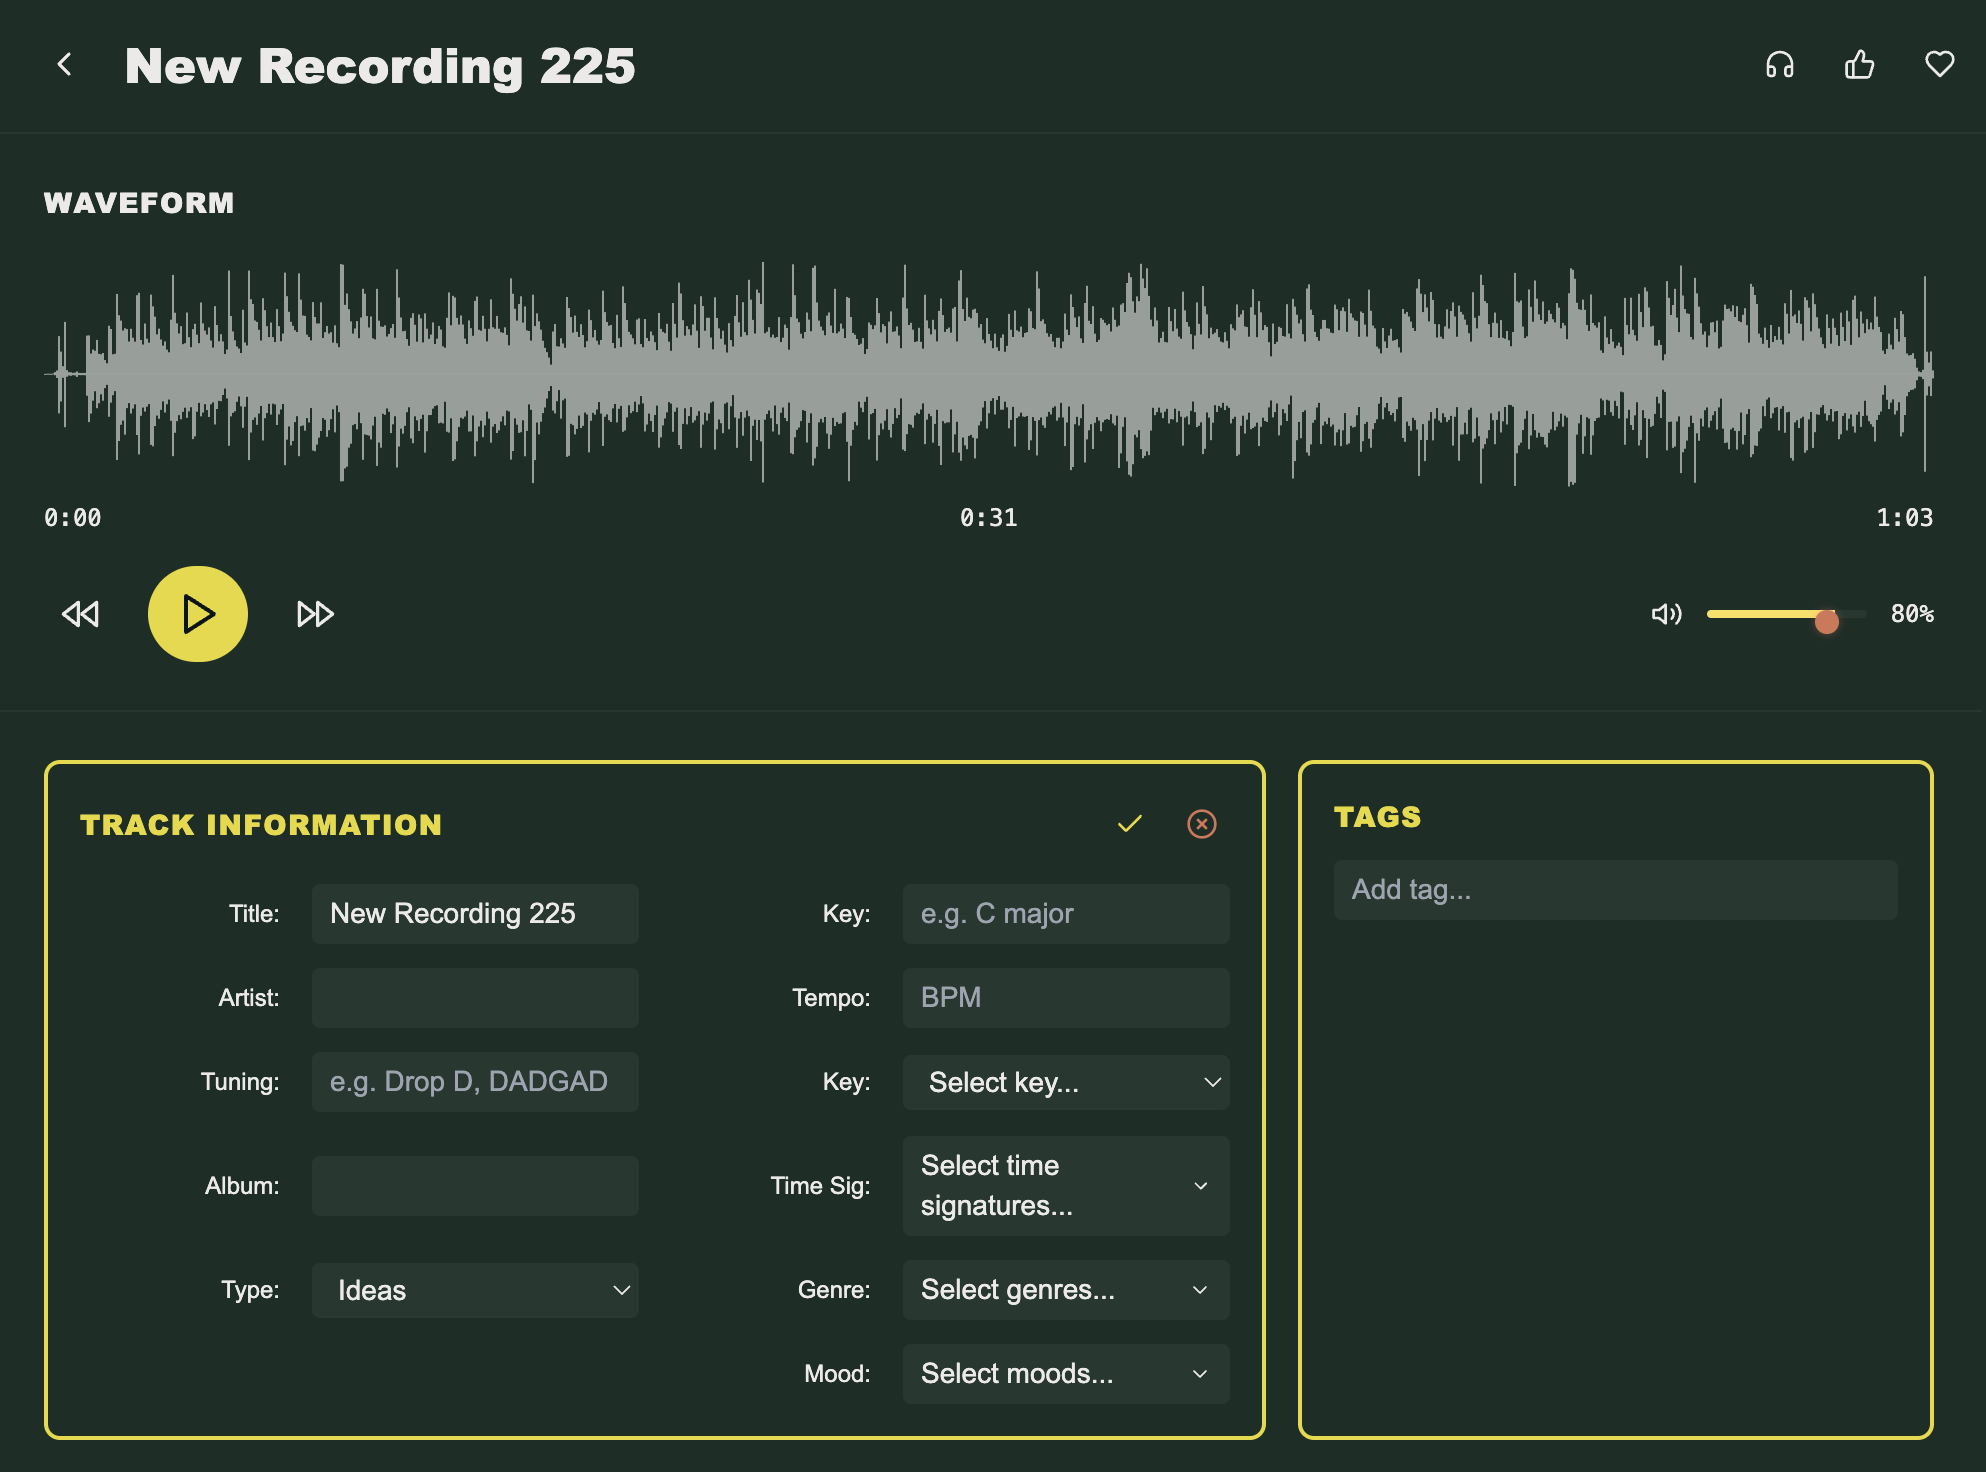 New Recording 225
WAVEFORM
0:00
0:31
1:03
80%
TRACK INFORMATION
Title:
New Recording 225
Key:
e.g. C major
Artist:
Tempo:
BPM
Tuning:
e.g. Drop D, DADGAD
Key:
Select key...
Album:
Time Sig:
Select time
signatures...
Type:
Ideas
Genre:
Select genres...
Mood:
Select moods...
TAGS
Add tag...